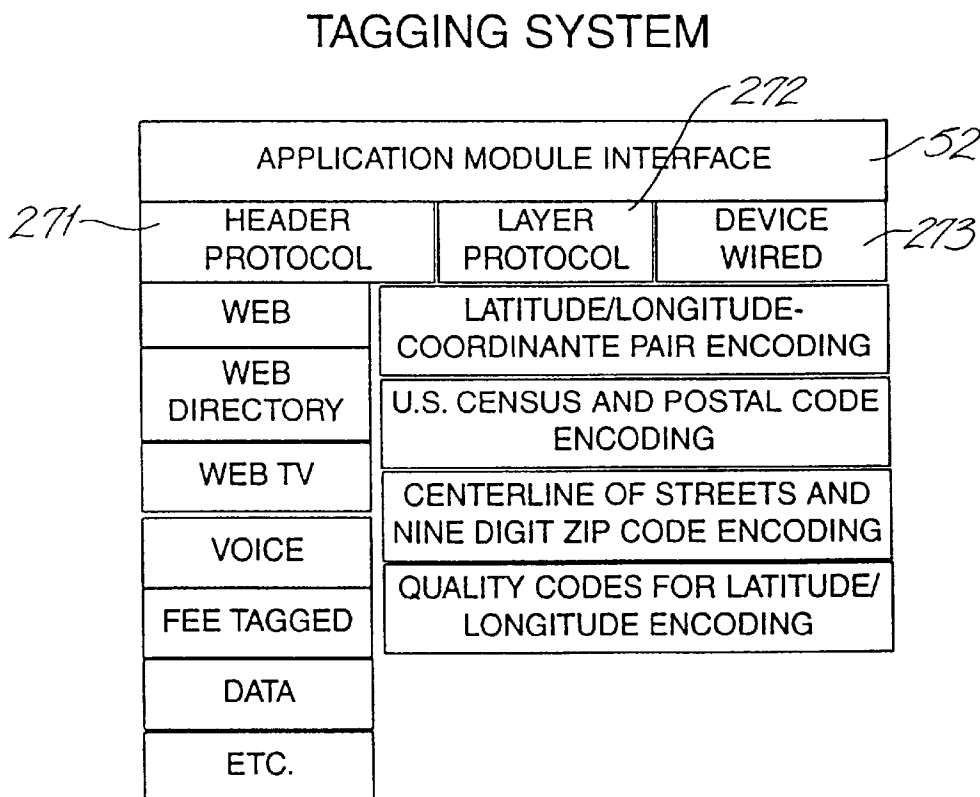 TAGGING SYSTEM
272
APPLICATION MODULE INTERFACE
52
271
HEADER
PROTOCOL
LAYER
PROTOCOL
DEVICE
WIRED
273
WEB
WEB
DIRECTORY
WEB TV
VOICE
FEE TAGGED
DATA
ETC.
LATITUDE/LONGITUDE-
COORDINANTE PAIR ENCODING
U.S. CENSUS AND POSTAL CODE
ENCODING
CENTERLINE OF STREETS AND
NINE DIGIT ZIP CODE ENCODING
QUALITY CODES FOR LATITUDE/
LONGITUDE ENCODING